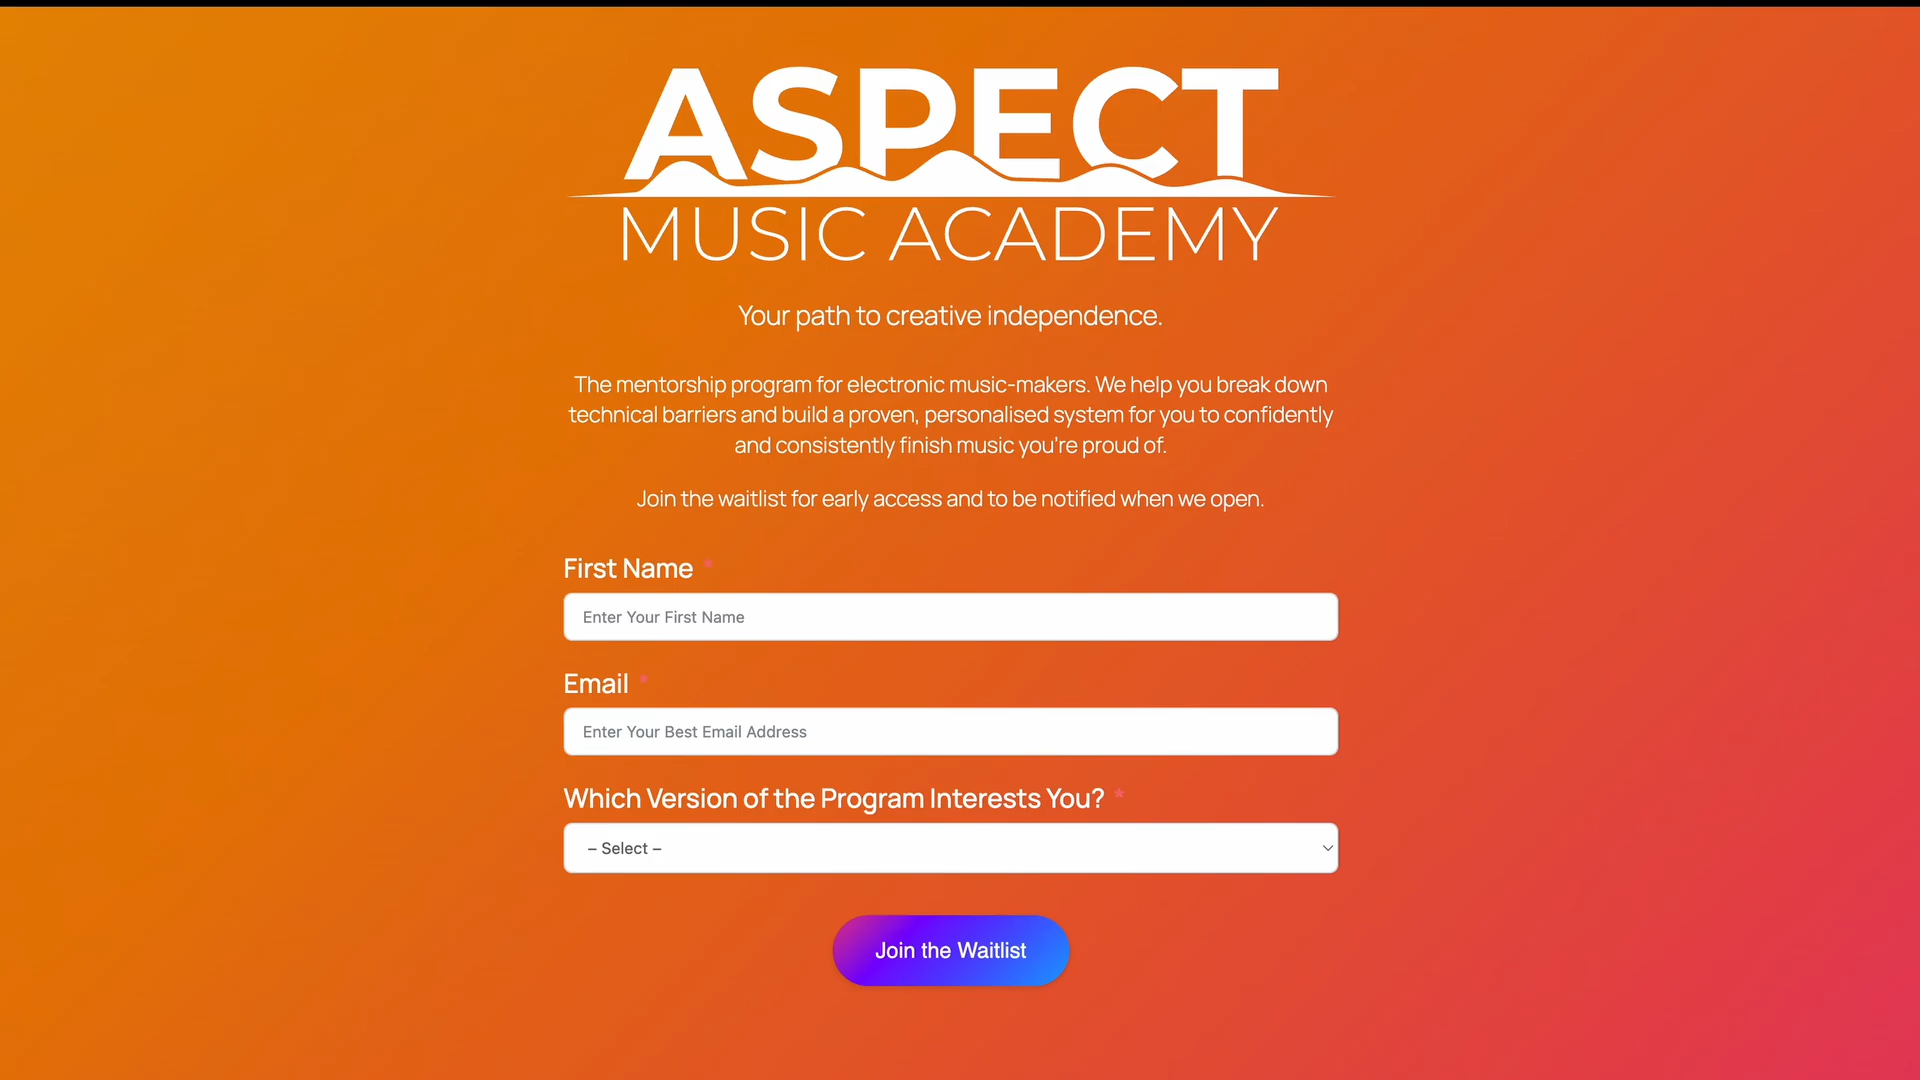 ASPECT
MUSIC ACADEMY
Your path to creative independence.
The mentorship program for electronic music-makers. We help you break down
technical barriers and build a proven, personalised system for you to confidently
and consistently finish music you're proud of.
Join the waitlist for early access and to be notified when we open.
First Name *
Enter Your First Name
Email *
Enter Your Best Email Address
Which Version of the Program Interests You? *
– Select –
Join the Waitlist